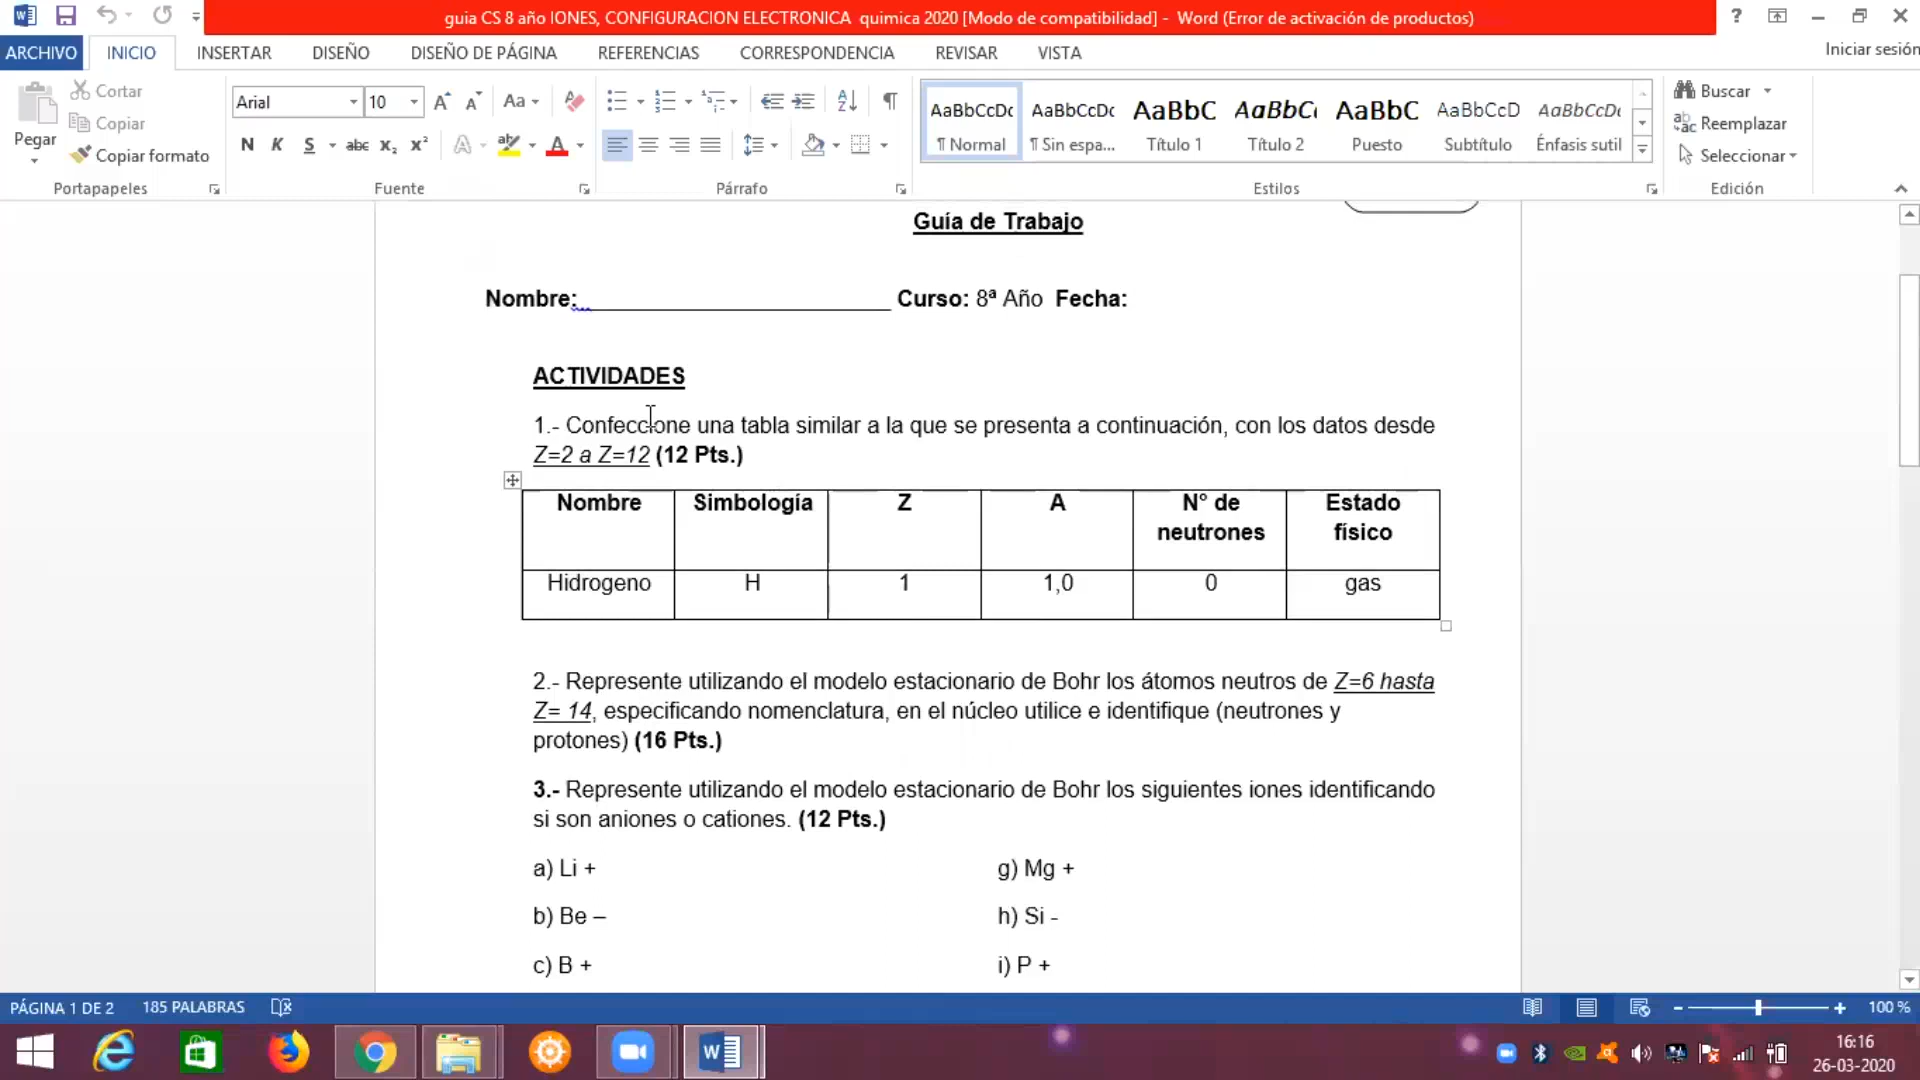 guia CS 8 año IONES, CONFIGURACION ELECTRONICA quimica 2020 [Modo de compatibilidad] - Word (Error de activación de productos)
ARCHIVO INICIO INSERTAR DISEÑO DISEÑO DE PÁGINA REFERENCIAS CORRESPONDENCIA REVISAR VISTA Iniciar sesión
Pegar
Cortar
Copiar
Copiar formato
Portapapeles
Arial 10
N K S abc x₂ x²
Fuente
Párrafo
AaBbCcDc AaBbCcDc AaBbC AaBbC AaBbC AaBbCcD AaBbCcDc
¶ Normal ¶ Sin espa... Título 1 Título 2 Puesto Subtítulo Énfasis sutil
Estilos
Buscar
Reemplazar
Seleccionar
Edición
Guía de Trabajo
Nombre:_________________________ Curso: 8ª Año Fecha:
ACTIVIDADES
1.- Confeccione una tabla similar a la que se presenta a continuación, con los datos desde
Z=2 a Z=12 (12 Pts.)
Nombre Simbología Z A N° de neutrones Estado físico
Hidrogeno H 1 1,0 0 gas
2.- Represente utilizando el modelo estacionario de Bohr los átomos neutros de Z=6 hasta
Z= 14, especificando nomenclatura, en el núcleo utilice e identifique (neutrones y
protones) (16 Pts.)
3.- Represente utilizando el modelo estacionario de Bohr los siguientes iones identificando
si son aniones o cationes. (12 Pts.)
a) Li + g) Mg +
b) Be – h) Si -
c) B + i) P +
PÁGINA 1 DE 2 185 PALABRAS 100 %
16:16
26-03-2020